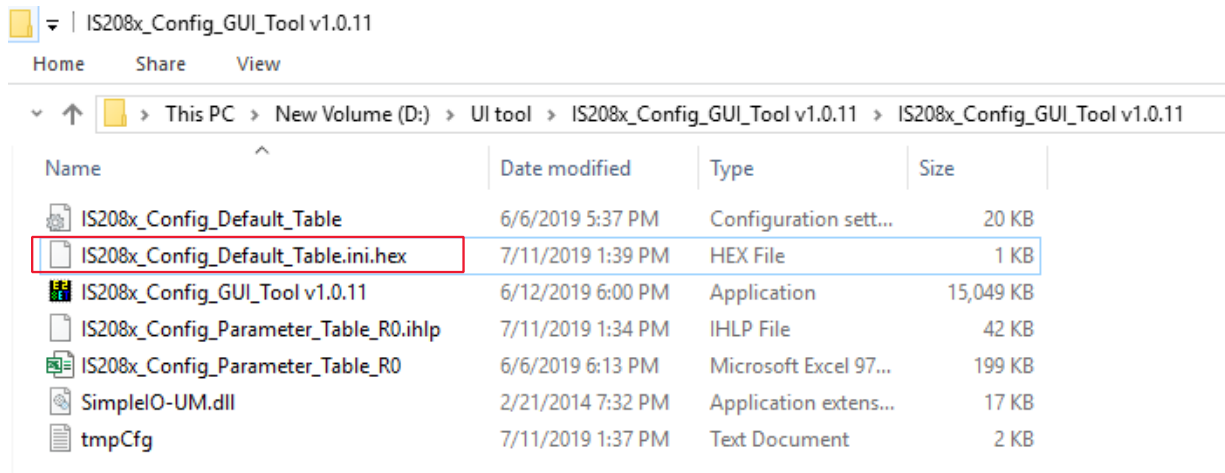 IS208x_Config_GUI_Tool v1.0.11
Home Share View
This PC > New Volume (D:) > UI tool > IS208x_Config_GUI_Tool v1.0.11 > IS208x_Config_GUI_Tool v1.0.11
Name Date modified Type Size
IS208x_Config_Default_Table 6/6/2019 5:37 PM Configuration sett... 20 KB
IS208x_Config_Default_Table.ini.hex 7/11/2019 1:39 PM HEX File 1 KB
IS208x_Config_GUI_Tool v1.0.11 6/12/2019 6:00 PM Application 15,049 KB
IS208x_Config_Parameter_Table_R0.ihlp 7/11/2019 1:34 PM IHLP File 42 KB
IS208x_Config_Parameter_Table_R0 6/6/2019 6:13 PM Microsoft Excel 97... 199 KB
SimpleIO-UM.dll 2/21/2014 7:32 PM Application extens... 17 KB
tmpCfg 7/11/2019 1:37 PM Text Document 2 KB